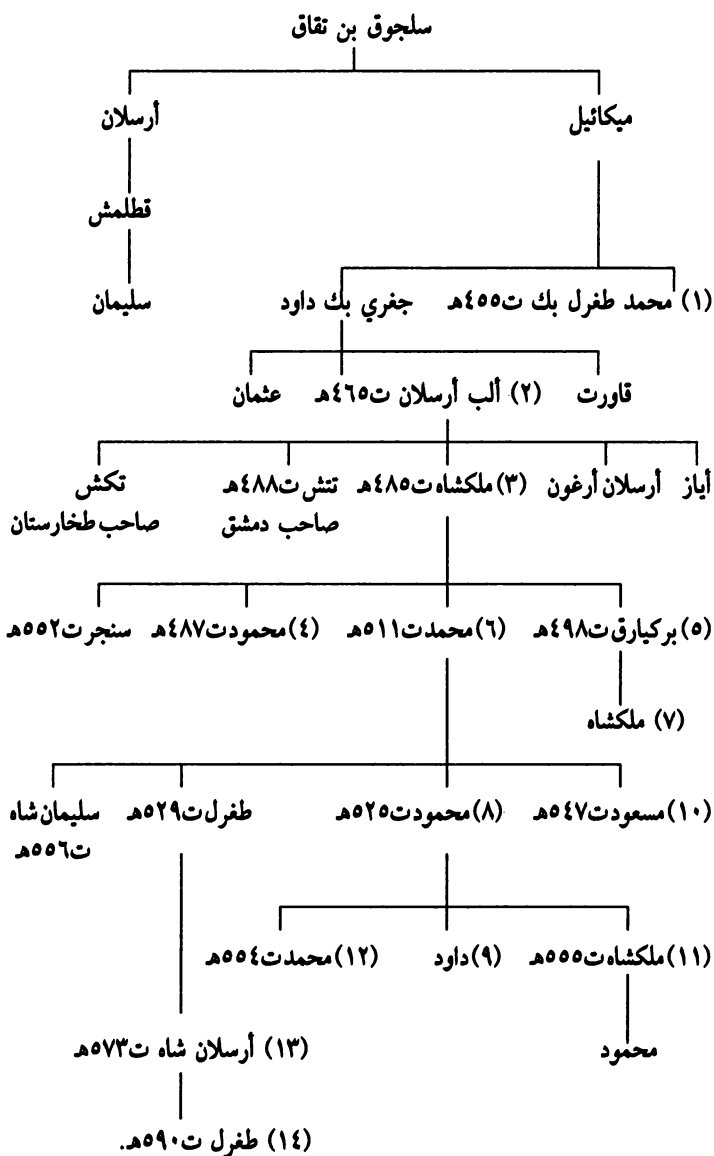 سلجوق بن تقاق
ميكائيل أرسلان
قطلمش
(١) محمد طغرل بك ت٤٥٥هـ جغري بك داود سليمان
قاورت (٢) ألب أرسلان ت٤٦٥هـ عثمان
أياز أرسلان أرغون (٣) ملكشاه ت٤٨٥هـ تتش ت٤٨٨هـ تكش
صاحب دمشق صاحب طخارستان
(٥) بركيارق ت٤٩٨هـ (٦) محمد ت٥١١هـ (٤) محمود ت٤٨٧هـ سنجر ت٥٥٢هـ
(٧) ملكشاه
(١٠) مسعود ت٥٤٧هـ (٨) محمود ت٥٢٥هـ طغرل ت٥٢٩هـ سليمان شاه
ت٥٥٦هـ
(١١) ملكشاه ت٥٥٥هـ (٩) داود (١٢) محمد ت٥٥٤هـ
محمود (١٣) أرسلان شاه ت٥٧٣هـ
(١٤) طغرل ت٥٩٠هـ.